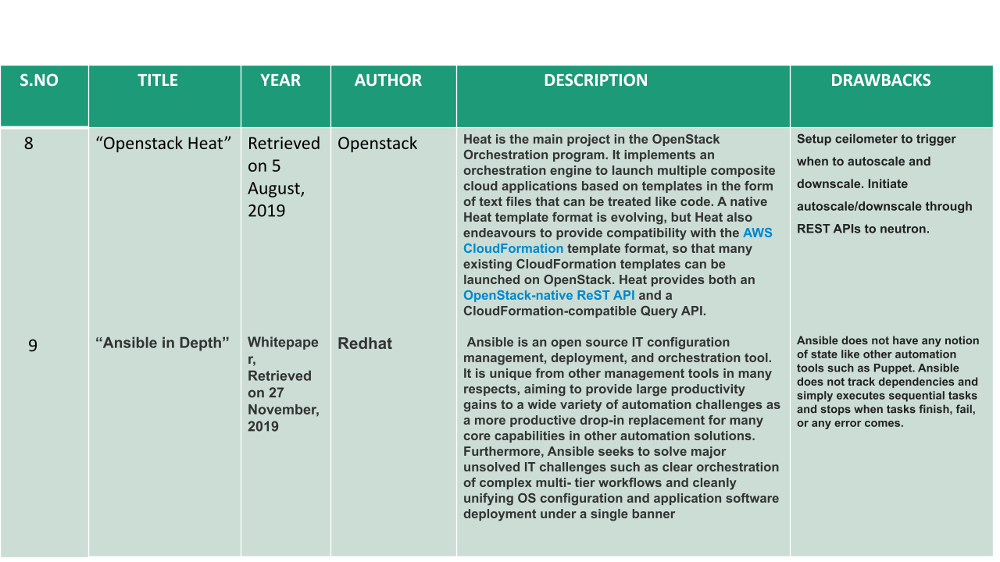 S.NO TITLE YEAR AUTHOR DESCRIPTION DRAWBACKS
8
“Openstack Heat”
Retrieved
on 5
August,
2019
Openstack
Heat is the main project in the OpenStack
Orchestration program. It implements an
orchestration engine to launch multiple composite
cloud applications based on templates in the form
of text files that can be treated like code. A native
Heat template format is evolving, but Heat also
endeavours to provide compatibility with the AWS
CloudFormation template format, so that many
existing CloudFormation templates can be
launched on OpenStack. Heat provides both an
OpenStack-native ReST API and a
CloudFormation-compatible Query API.
Setup ceilometer to trigger
when to autoscale and
downscale. Initiate
autoscale/downscale through
REST APIs to neutron.
9
“Ansible in Depth”
Whitepape
r,
Retrieved
on 27
November,
2019
Redhat
Ansible is an open source IT configuration
management, deployment, and orchestration tool.
It is unique from other management tools in many
respects, aiming to provide large productivity
gains to a wide variety of automation challenges as
a more productive drop-in replacement for many
core capabilities in other automation solutions.
Furthermore, Ansible seeks to solve major
unsolved IT challenges such as clear orchestration
of complex multi- tier workflows and cleanly
unifying OS configuration and application software
deployment under a single banner
Ansible does not have any notion
of state like other automation
tools such as Puppet. Ansible
does not track dependencies and
simply executes sequential tasks
and stops when tasks finish, fail,
or any error comes.